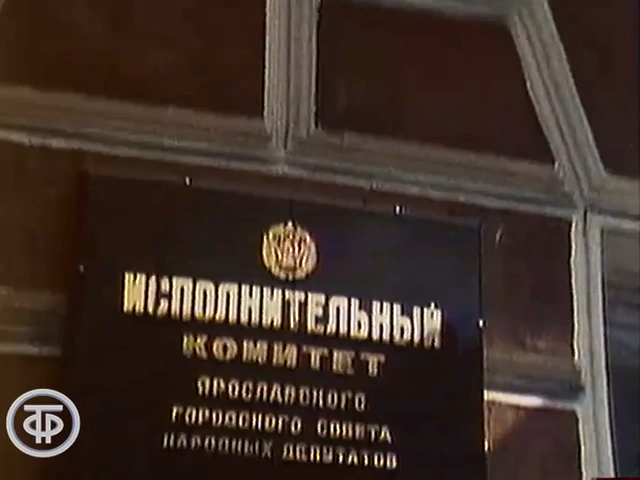 ИСПОЛНИТЕЛЬНЫЙ
КОМИТЕТ
ЯРОСЛАВСКОГО
ГОРОДСКОГО СОВЕТА
НАРОДНЫХ ДЕПУТАТОВ